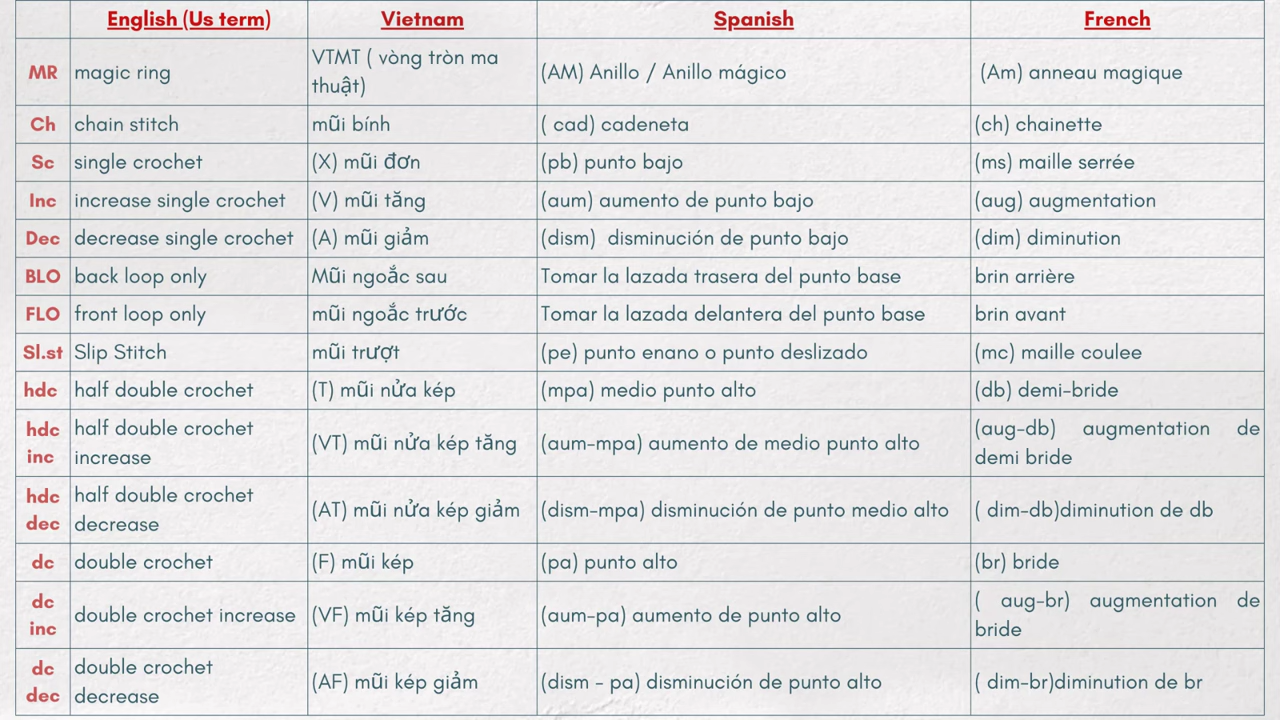 English (Us term) Vietnam Spanish French
MR magic ring VTMT ( vòng tròn ma thuật) (AM) Anillo / Anillo mágico (Am) anneau magique
Ch chain stitch mũi bính (cad) cadeneta (ch) chainette
Sc single crochet (X) mũi đơn (pb) punto bajo (ms) maille serrée
Inc increase single crochet (V) mũi tăng (aum) aumento de punto bajo (aug) augmentation
Dec decrease single crochet (A) mũi giảm (dism) disminución de punto bajo (dim) diminution
BLO back loop only Mũi ngoắc sau Tomar la lazada trasera del punto base brin arrière
FLO front loop only mũi ngoắc trước Tomar la lazada delantera del punto base brin avant
Sl.st Slip Stitch mũi trượt (pe) punto enano o punto deslizado (mc) maille coulee
hdc half double crochet (T) mũi nửa kép (mpa) medio punto alto (db) demi-bride
hdc inc half double crochet increase (VT) mũi nửa kép tăng (aum-mpa) aumento de medio punto alto (aug-db) augmentation de demi bride
hdc dec half double crochet decrease (AT) mũi nửa kép giảm (dism-mpa) disminución de punto medio alto ( dim-db)diminution de db
dc double crochet (F) mũi kép (pa) punto alto (br) bride
dc inc double crochet increase (VF) mũi kép tăng (aum-pa) aumento de punto alto ( aug-br) augmentation de bride
dc dec double crochet decrease (AF) mũi kép giảm (dism - pa) disminución de punto alto ( dim-br)diminution de br